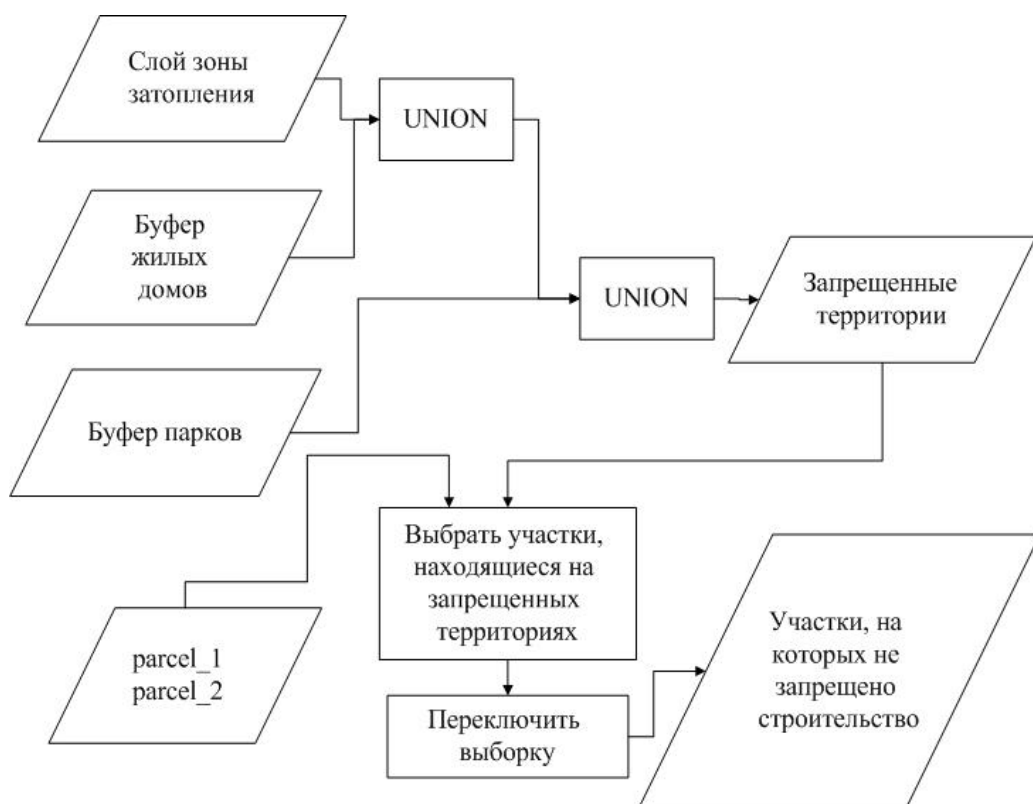 Слой зоны
затопления
UNION
Буфер
жилых
домов
UNION
Запрещенные
территории
Буфер парков
Выбрать участки,
находящиеся на
запрещенных
территориях
parcel_1
parcel_2
Участки, на
которых не
запрещено
строительство
Переключить
выборку